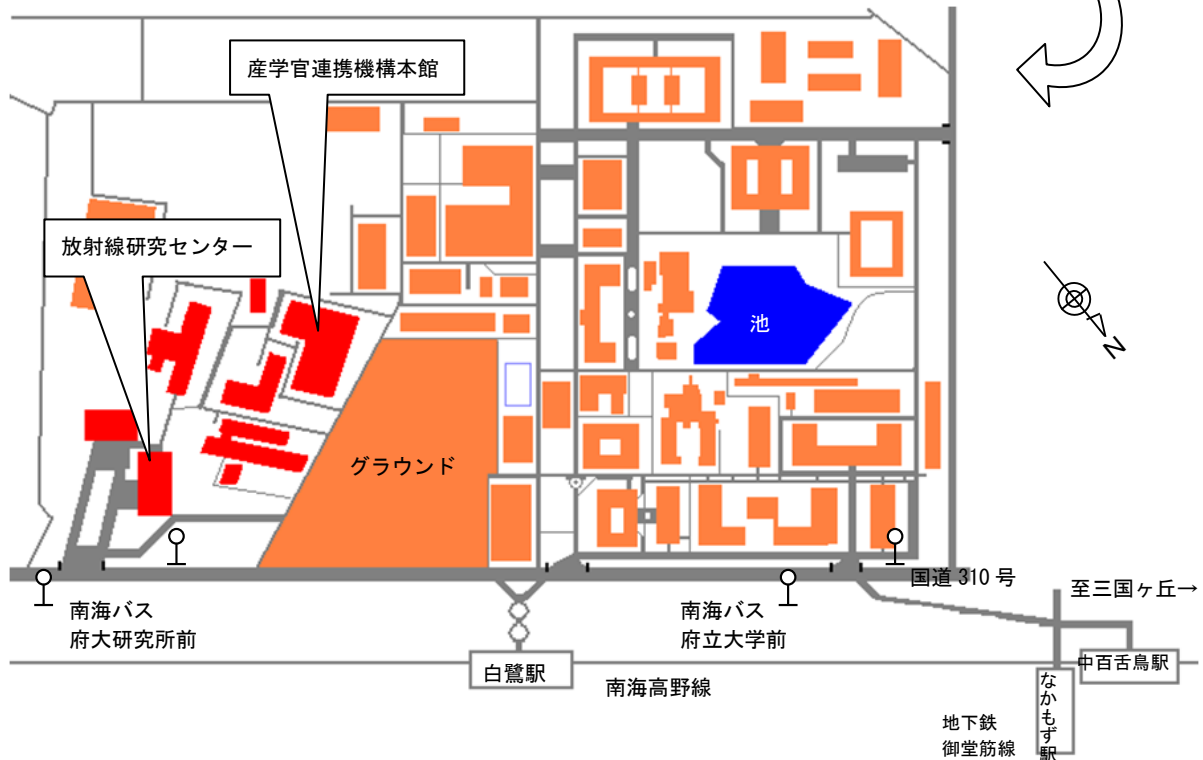 産学官連携機構本館
放射線研究センター
池
N
グラウンド
国道 310 号
至三国ヶ丘→
南海バス
府大研究所前
南海バス
府立大学前
白鷺駅
南海高野線
中百舌鳥駅
なかもず駅
地下鉄
御堂筋線